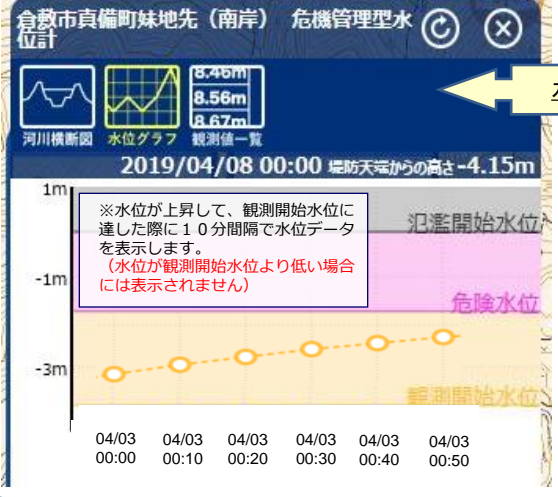 倉敷市真備町妹地先（南岸）　危機管理型水
位計
8.46m
8.56m
8.67m
河川横断図 水位グラフ 観測値一覧
2019/04/08 00:00 堤防天端からの高さ-4.15m
1m
※水位が上昇して、観測開始水位に
達した際に１０分間隔で水位データ
を表示します。
（水位が観測開始水位より低い場合
には表示されません）
氾濫開始水位
-1m
危険水位
-3m
観測開始水位
04/03 04/03 04/03 04/03 04/03 04/03
00:00 00:10 00:20 00:30 00:40 00:50